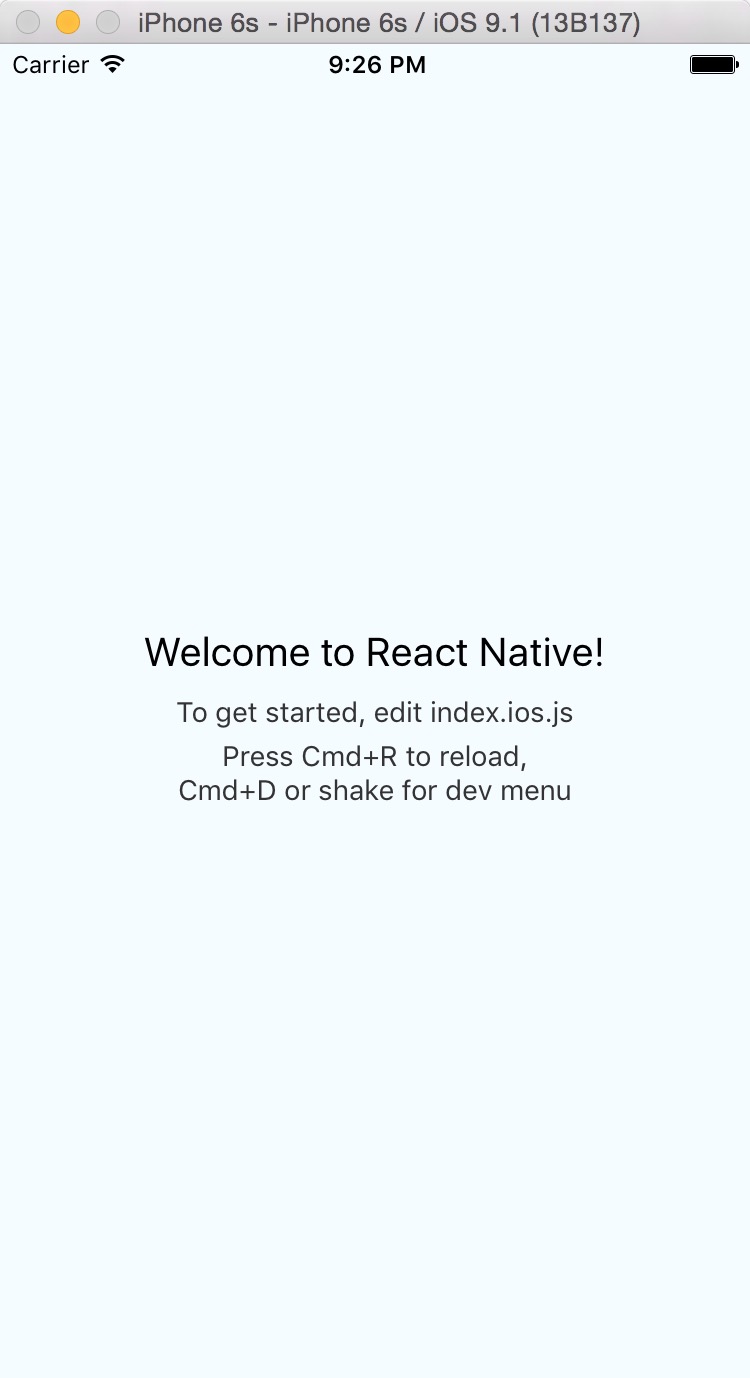 iPhone 6s - iPhone 6s / iOS 9.1 (13B137)
Carrier 9:26 PM
Welcome to React Native!
To get started, edit index.ios.js
Press Cmd+R to reload,
Cmd+D or shake for dev menu